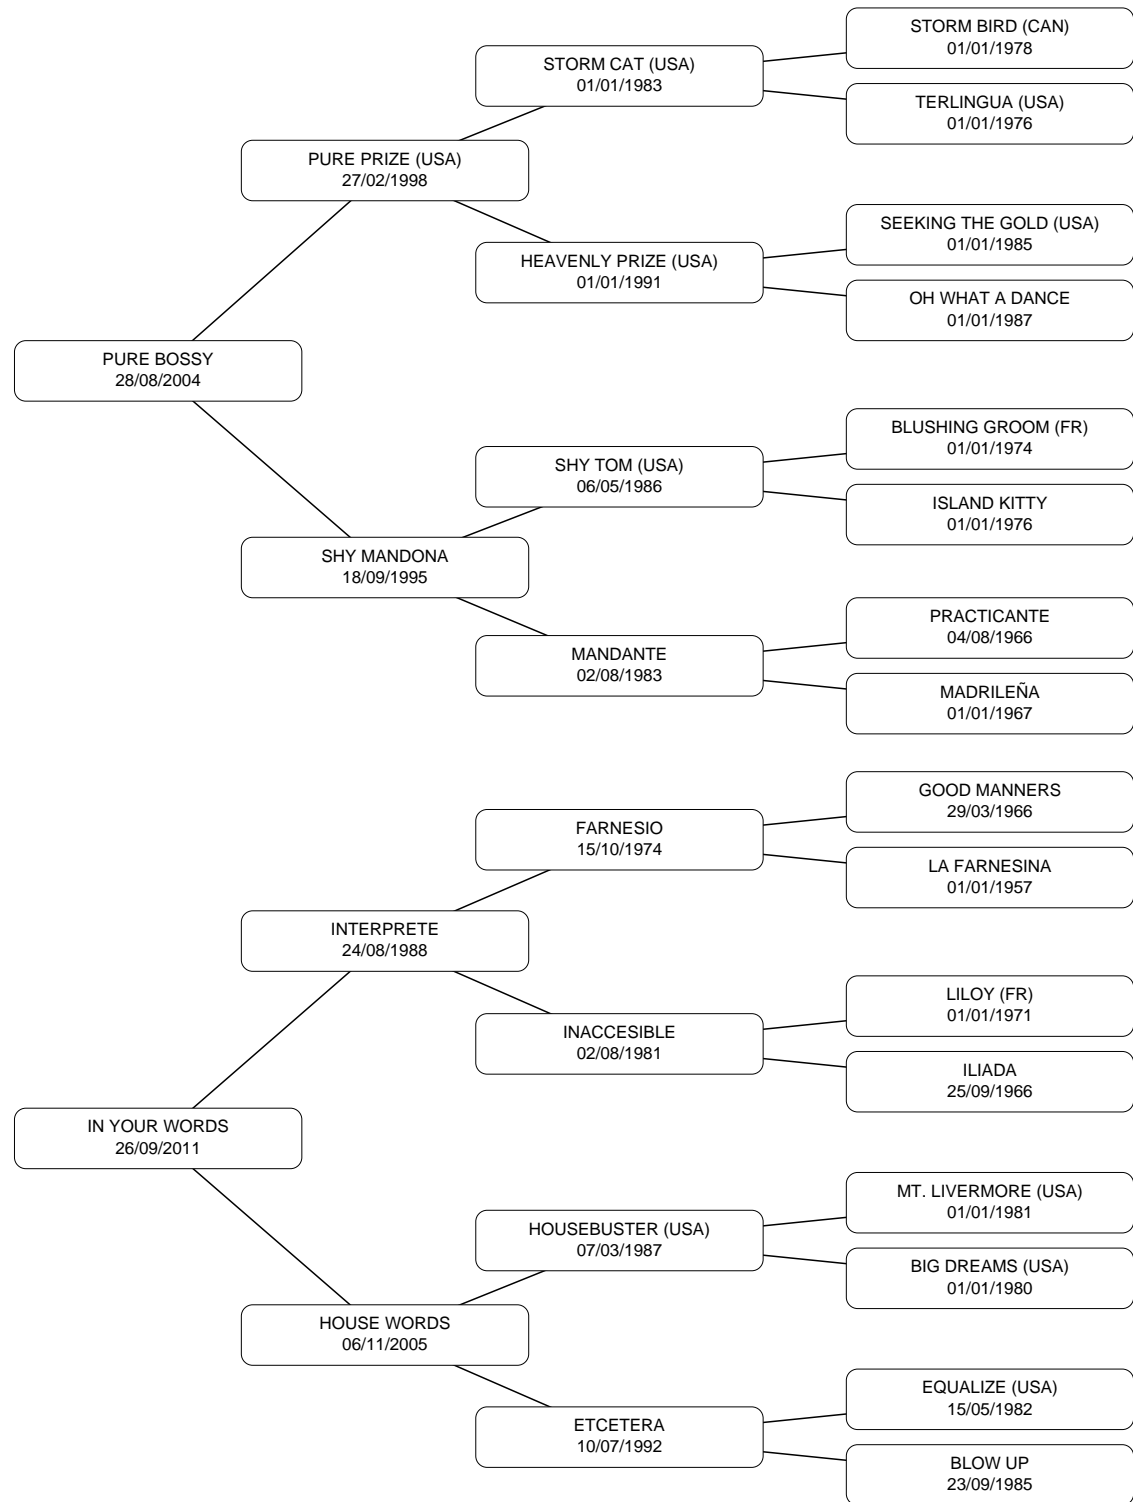 STORM BIRD (CAN)
01/01/1978
STORM CAT (USA)
01/01/1983
TERLINGUA (USA)
01/01/1976
PURE PRIZE (USA)
27/02/1998
SEEKING THE GOLD (USA)
01/01/1985
HEAVENLY PRIZE (USA)
01/01/1991
OH WHAT A DANCE
01/01/1987
PURE BOSSY
28/08/2004
BLUSHING GROOM (FR)
01/01/1974
SHY TOM (USA)
06/05/1986
ISLAND KITTY
01/01/1976
SHY MANDONA
18/09/1995
PRACTICANTE
04/08/1966
MANDANTE
02/08/1983
MADRILEÑA
01/01/1967
GOOD MANNERS
29/03/1966
FARNESIO
15/10/1974
LA FARNESINA
01/01/1957
INTERPRETE
24/08/1988
LILOY (FR)
01/01/1971
INACCESIBLE
02/08/1981
ILIADA
25/09/1966
IN YOUR WORDS
26/09/2011
MT. LIVERMORE (USA)
01/01/1981
HOUSEBUSTER (USA)
07/03/1987
BIG DREAMS (USA)
01/01/1980
HOUSE WORDS
06/11/2005
EQUALIZE (USA)
15/05/1982
ETCETERA
10/07/1992
BLOW UP
23/09/1985